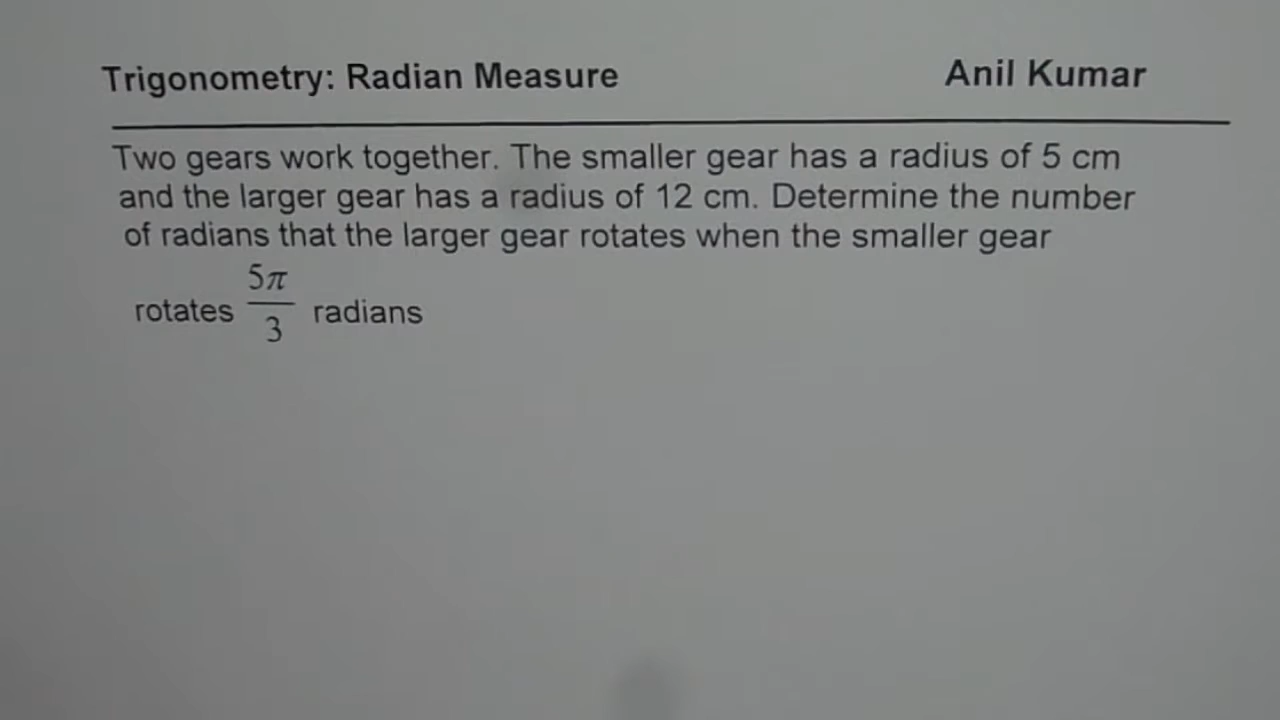 Trigonometry: Radian Measure Anil Kumar
Two gears work together. The smaller gear has a radius of 5 cm
and the larger gear has a radius of 12 cm. Determine the number
of radians that the larger gear rotates when the smaller gear
rotates 5π/3 radians